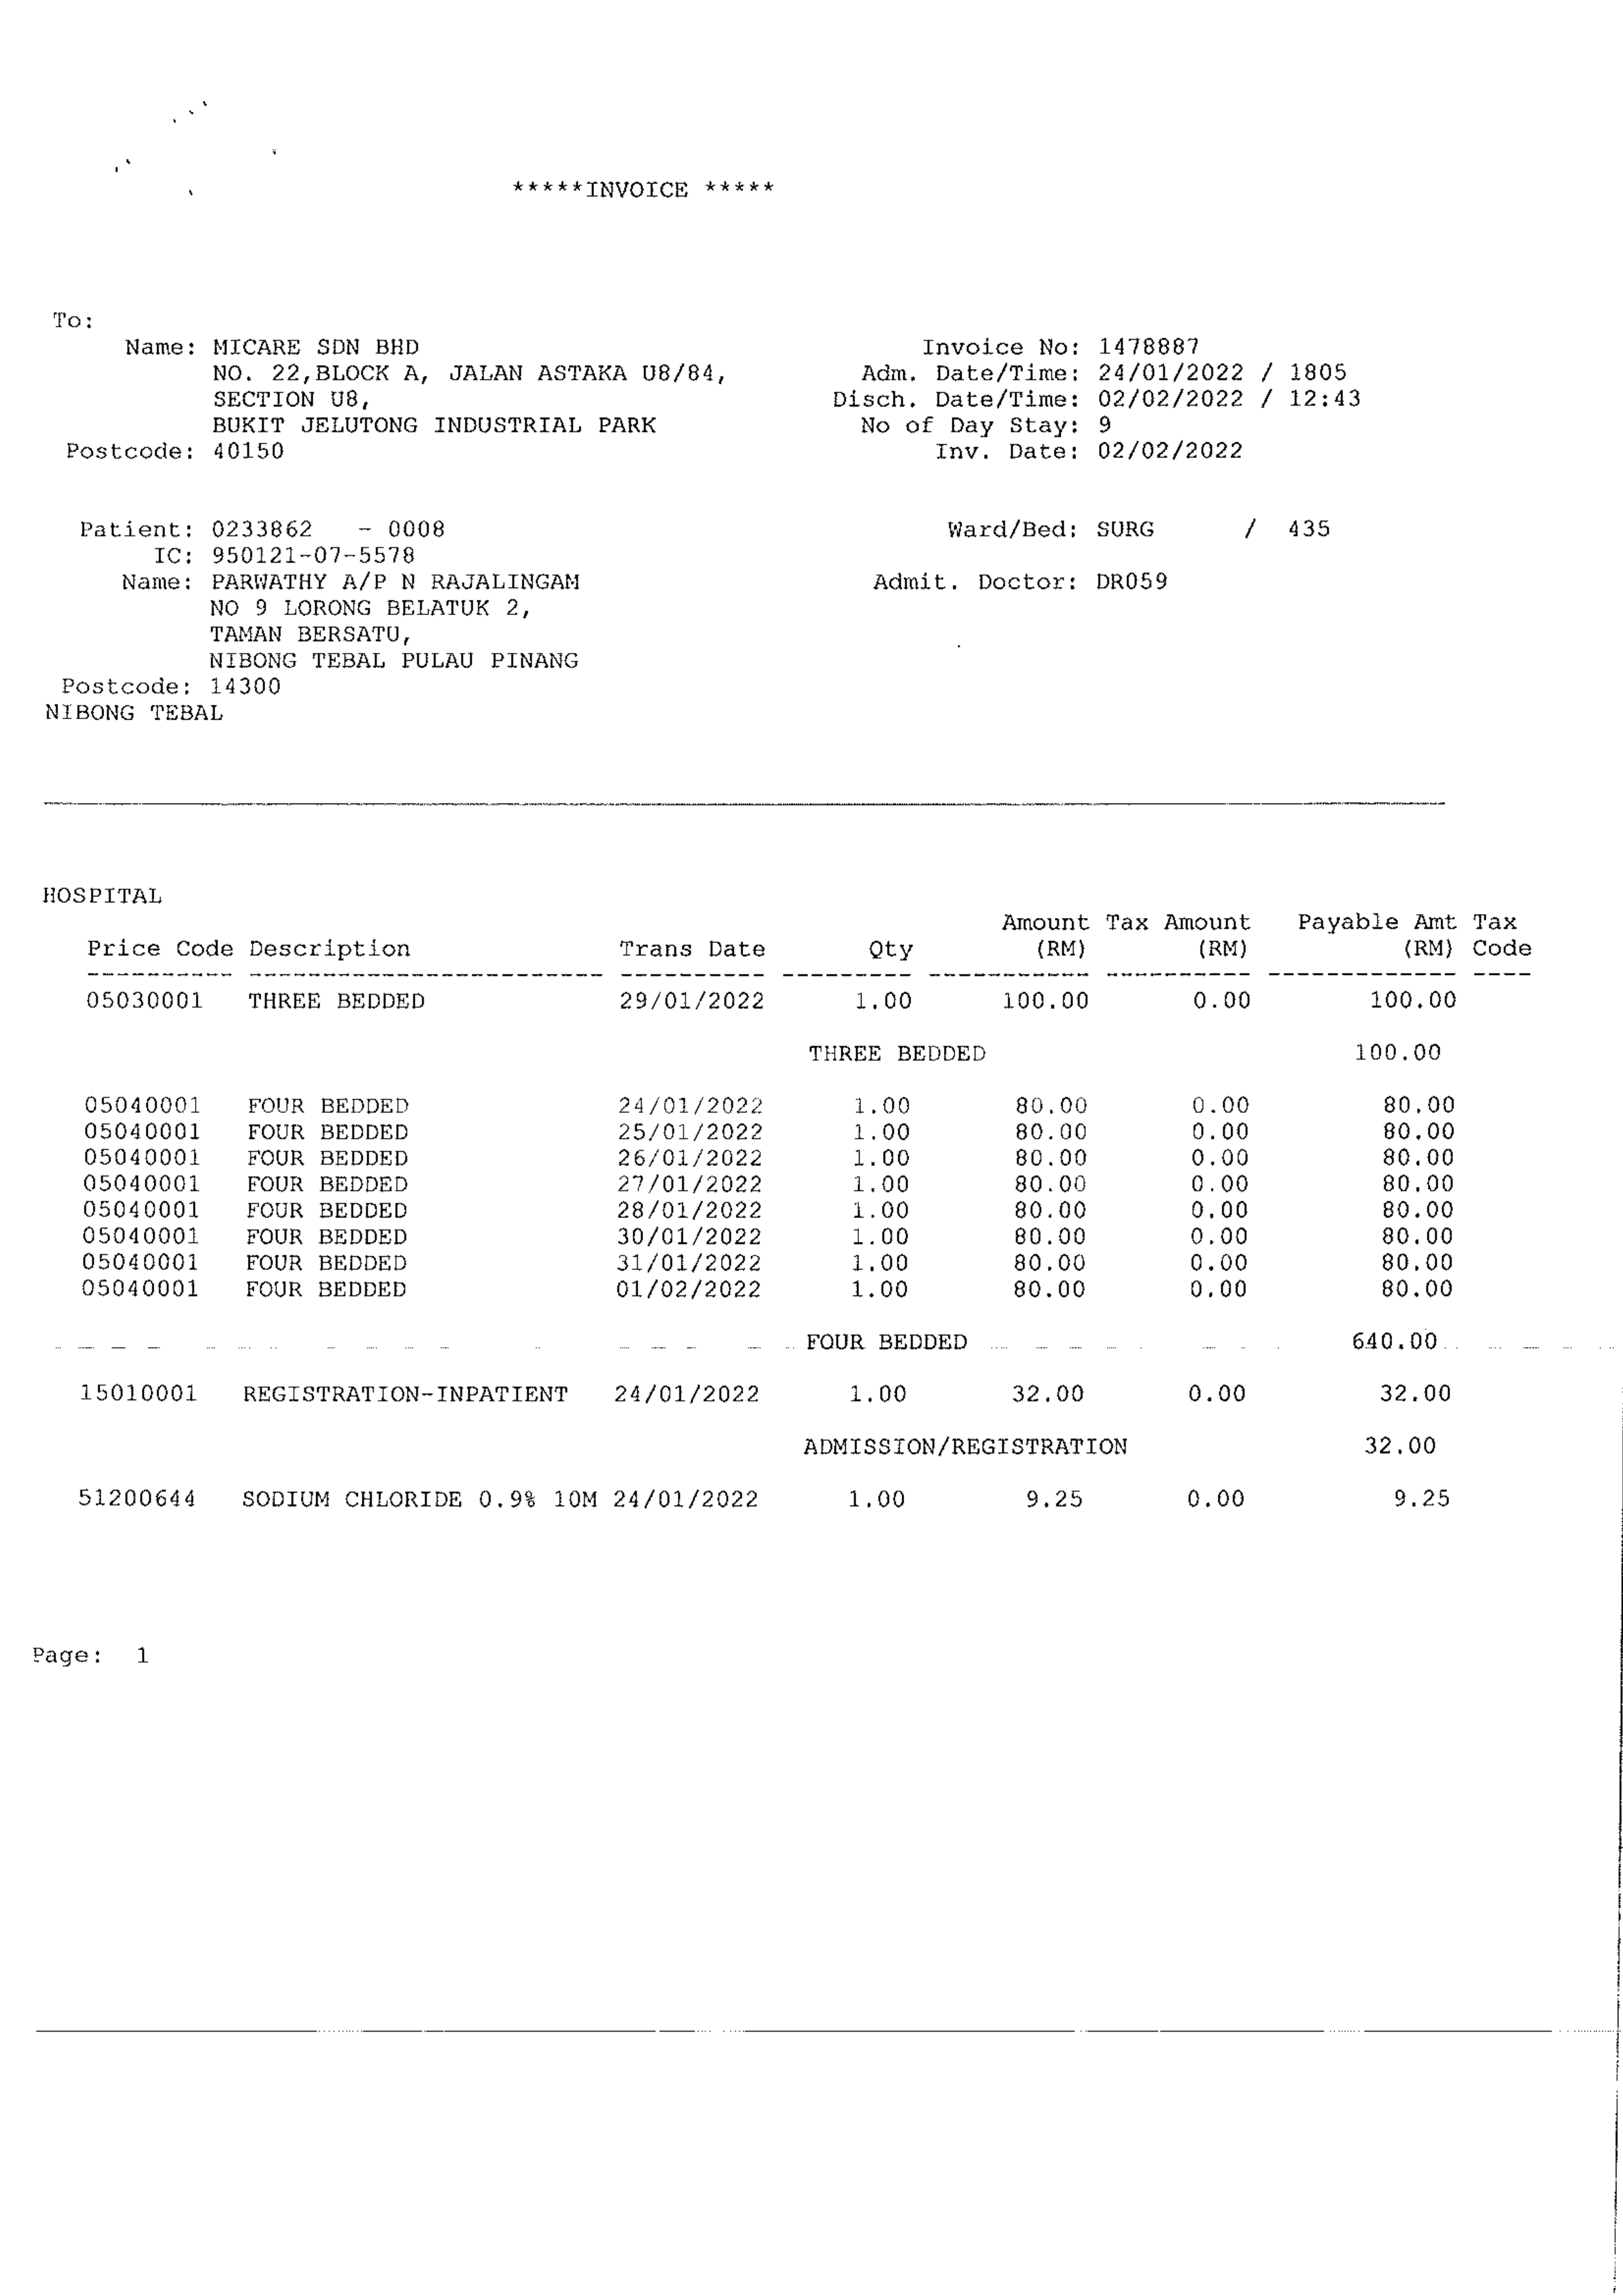 *****INVOICE *****
To:
Name: MICARE SDN BHD
NO. 22,BLOCK A, JALAN ASTAKA U8/84,
SECTION U8,
BUKIT JELUTONG INDUSTRIAL PARK
Postcode: 40150
Invoice No: 1478887
Adm. Date/Time: 24/01/2022 / 1805
Disch. Date/Time: 02/02/2022 / 12:43
No of Day Stay: 9
Inv. Date: 02/02/2022
Patient: 0233862 - 0008
IC: 950121-07-5578
Name: PARWATHY A/P N RAJALINGAM
NO 9 LORONG BELATUK 2,
TAMAN BERSATU,
NIBONG TEBAL PULAU PINANG
Postcode: 14300
NIBONG TEBAL
Ward/Bed: SURG / 435
Admit. Doctor: DR059
HOSPITAL
Amount Tax Amount Payable Amt Tax
Price Code Description Trans Date Qty (RM) (RM) (RM) Code
05030001 THREE BEDDED 29/01/2022 1.00 100.00 0.00 100.00
THREE BEDDED 100.00
05040001 FOUR BEDDED 24/01/2022 1.00 80.00 0.00 80.00
05040001 FOUR BEDDED 25/01/2022 1.00 80.00 0.00 80.00
05040001 FOUR BEDDED 26/01/2022 1.00 80.00 0.00 80.00
05040001 FOUR BEDDED 27/01/2022 1.00 80.00 0.00 80.00
05040001 FOUR BEDDED 28/01/2022 1.00 80.00 0.00 80.00
05040001 FOUR BEDDED 30/01/2022 1.00 80.00 0.00 80.00
05040001 FOUR BEDDED 31/01/2022 1.00 80.00 0.00 80.00
05040001 FOUR BEDDED 01/02/2022 1.00 80.00 0.00 80.00
FOUR BEDDED 640.00
15010001 REGISTRATION-INPATIENT 24/01/2022 1.00 32.00 0.00 32.00
ADMISSION/REGISTRATION 32.00
51200644 SODIUM CHLORIDE 0.9% 10M 24/01/2022 1.00 9.25 0.00 9.25
Page: 1